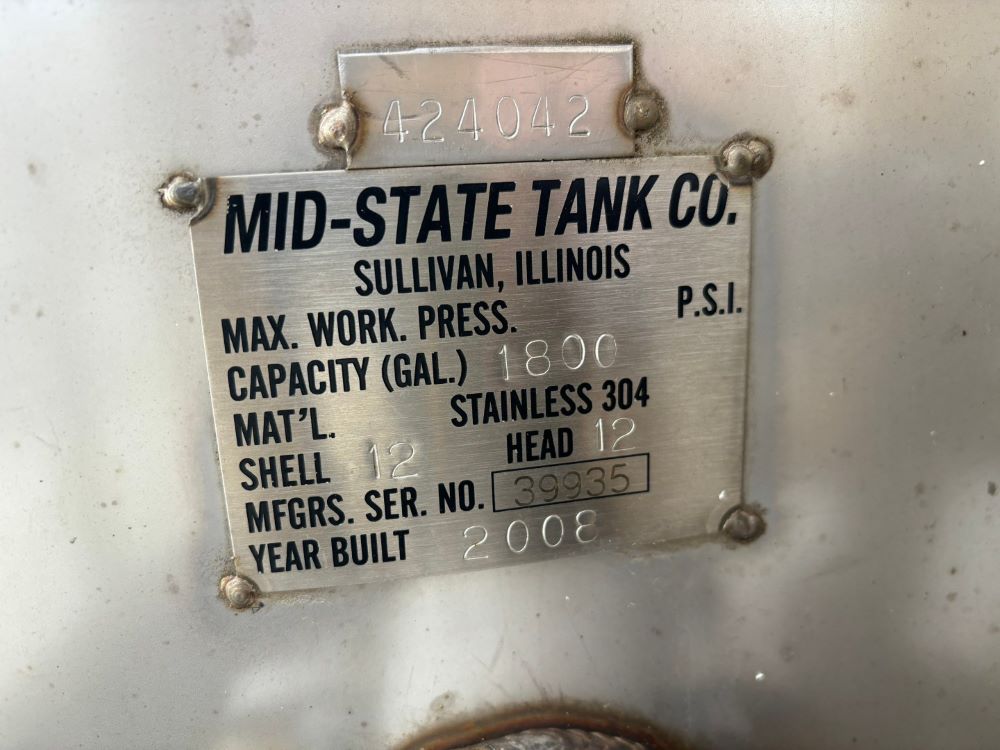 424042
MID-STATE TANK CO.
SULLIVAN, ILLINOIS
MAX. WORK. PRESS. P.S.I.
CAPACITY (GAL.) 1800
MAT'L. STAINLESS 304
SHELL 12 HEAD 12
MFGRS. SER. NO. 39935
YEAR BUILT 2008